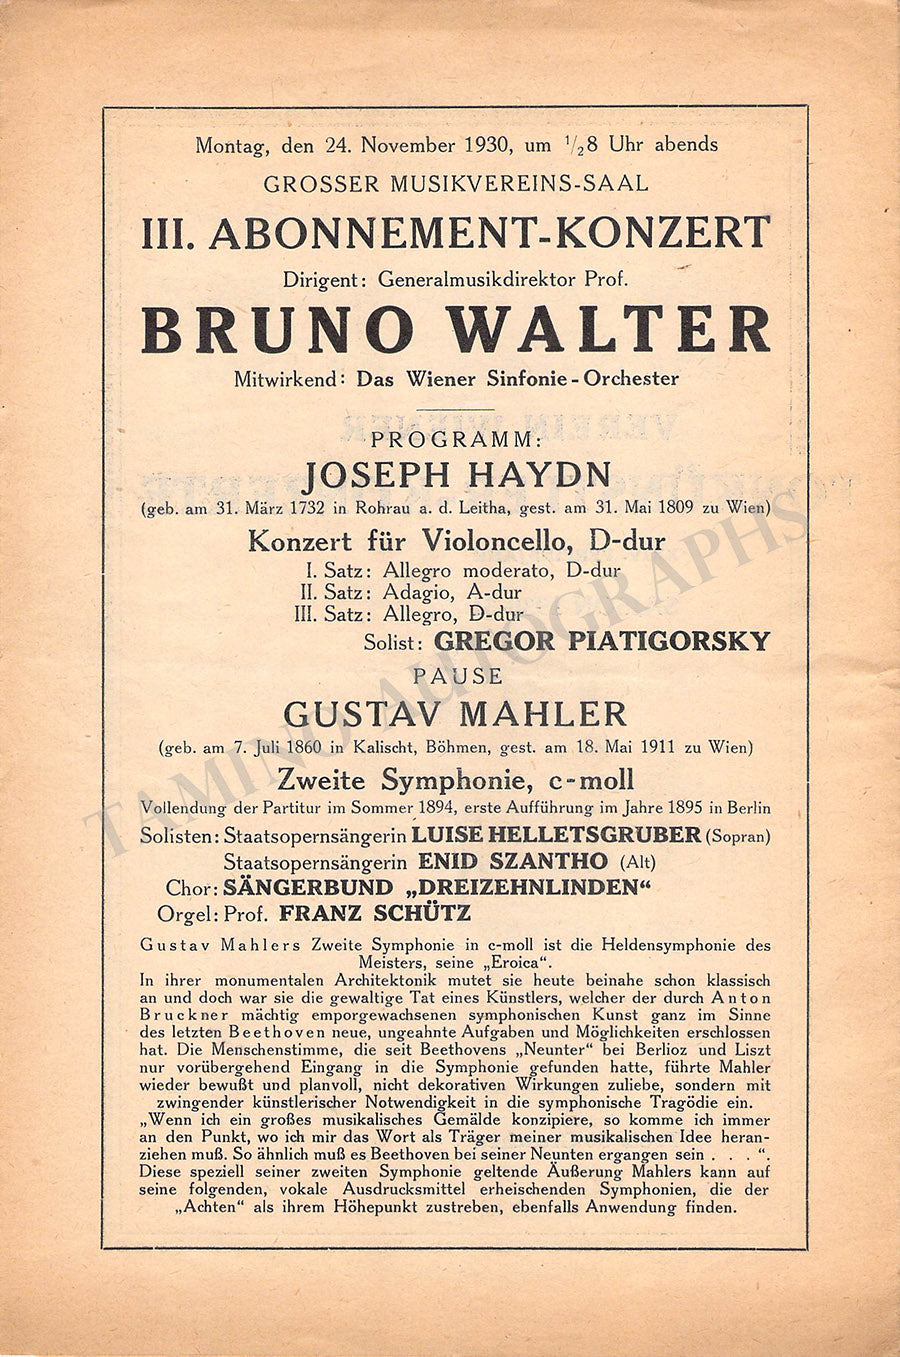 Montag, den 24. November 1930, um ½8 Uhr abends
GROSSER MUSIKVEREINS-SAAL
III. ABONNEMENT-KONZERT
Dirigent: Generalmusikdirektor Prof.
BRUNO WALTER
Mitwirkend: Das Wiener Sinfonie-Orchester
PROGRAMM:
JOSEPH HAYDN
(geb. am 31. März 1732 in Rohrau a. d. Leitha, gest. am 31. Mai 1809 zu Wien)
Konzert für Violoncello, D-dur
I. Satz: Allegro moderato, D-dur
II. Satz: Adagio, A-dur
III. Satz: Allegro, D-dur
Solist: GREGOR PIATIGORSKY
PAUSE
GUSTAV MAHLER
(geb. am 7. Juli 1860 in Kalischt, Böhmen, gest. am 18. Mai 1911 zu Wien)
Zweite Symphonie, c-moll
Vollendung der Partitur im Sommer 1894, erste Aufführung im Jahre 1895 in Berlin
Solisten: Staatsopernsängerin LUISE HELLETSGRUBER (Sopran)
Staatsopernsängerin ENID SZANTHO (Alt)
Chor: SÄNGERBUND „DREIZEHNLINDEN“
Orgel: Prof. FRANZ SCHÜTZ
Gustav Mahlers Zweite Symphonie in c-moll ist die Heldensymphonie des
Meisters, seine „Eroica“.
In ihrer monumentalen Architektonik mutet sie heute beinahe schon klassisch
an und doch war sie die gewaltige Tat eines Künstlers, welcher der durch Anton
Bruckner mächtig emporgewachsenen symphonischen Kunst ganz im Sinne
des letzten Beethoven neue, ungeahnte Aufgaben und Möglichkeiten erschlossen
hat. Die Menschenstimme, die seit Beethovens „Neunter“ bei Berlioz und Liszt
nur vorübergehend Eingang in die Symphonie gefunden hatte, führte Mahler
wieder bewußt und planvoll, nicht dekorativen Wirkungen zuliebe, sondern mit
zwingender künstlerischer Notwendigkeit in die symphonische Tragödie ein.
„Wenn ich ein großes musikalisches Gemälde konzipiere, so komme ich immer
an den Punkt, wo ich mir das Wort als Träger meiner musikalischen Idee heran-
ziehen muß. So ähnlich muß es Beethoven bei seiner Neunten ergangen sein . . . “.
Diese speziell seiner zweiten Symphonie geltende Äußerung Mahlers kann auf
seine folgenden, vokale Ausdrucksmittel erheischenden Symphonien, die der
„Achten“ als ihrem Höhepunkt zustreben, ebenfalls Anwendung finden.
TAMINO AUTOGRAPHS